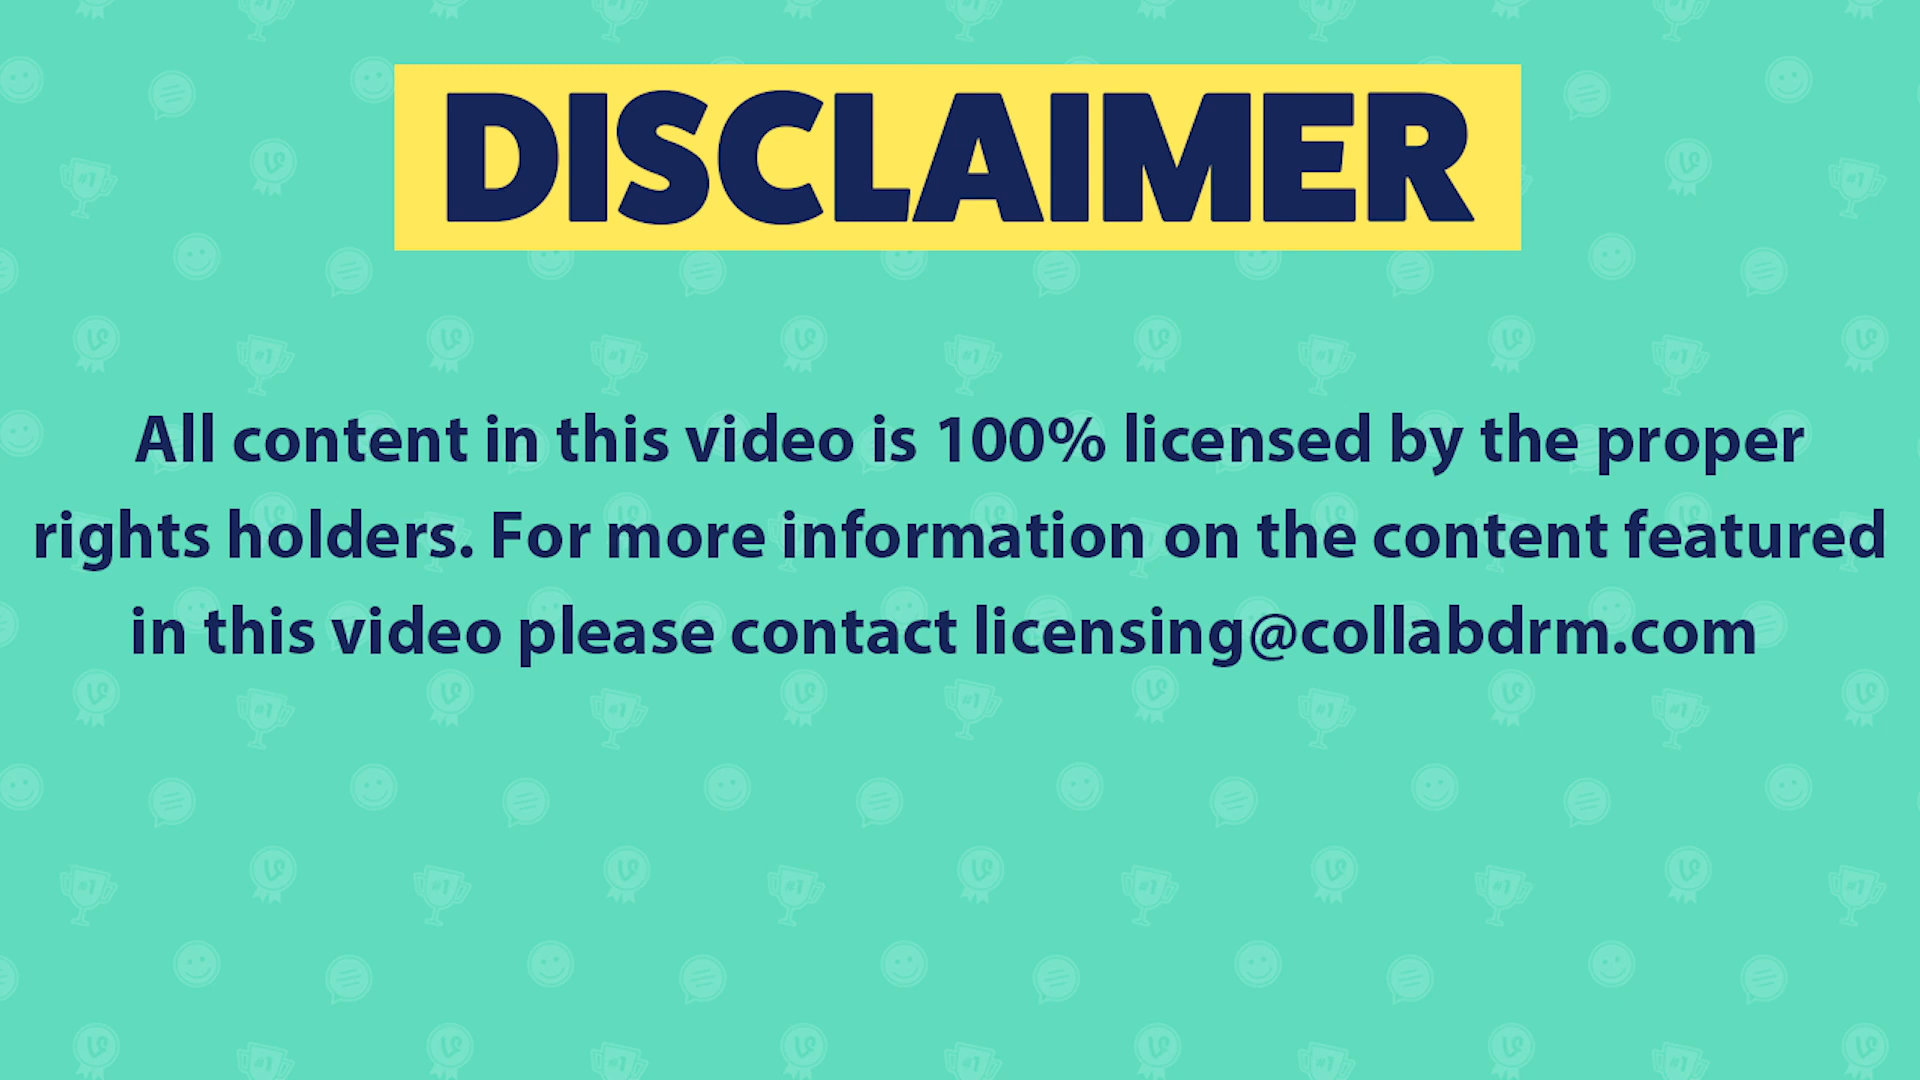 DISCLAIMER
All content in this video is 100% licensed by the proper
rights holders. For more information on the content featured
in this video please contact licensing@collabdrm.com